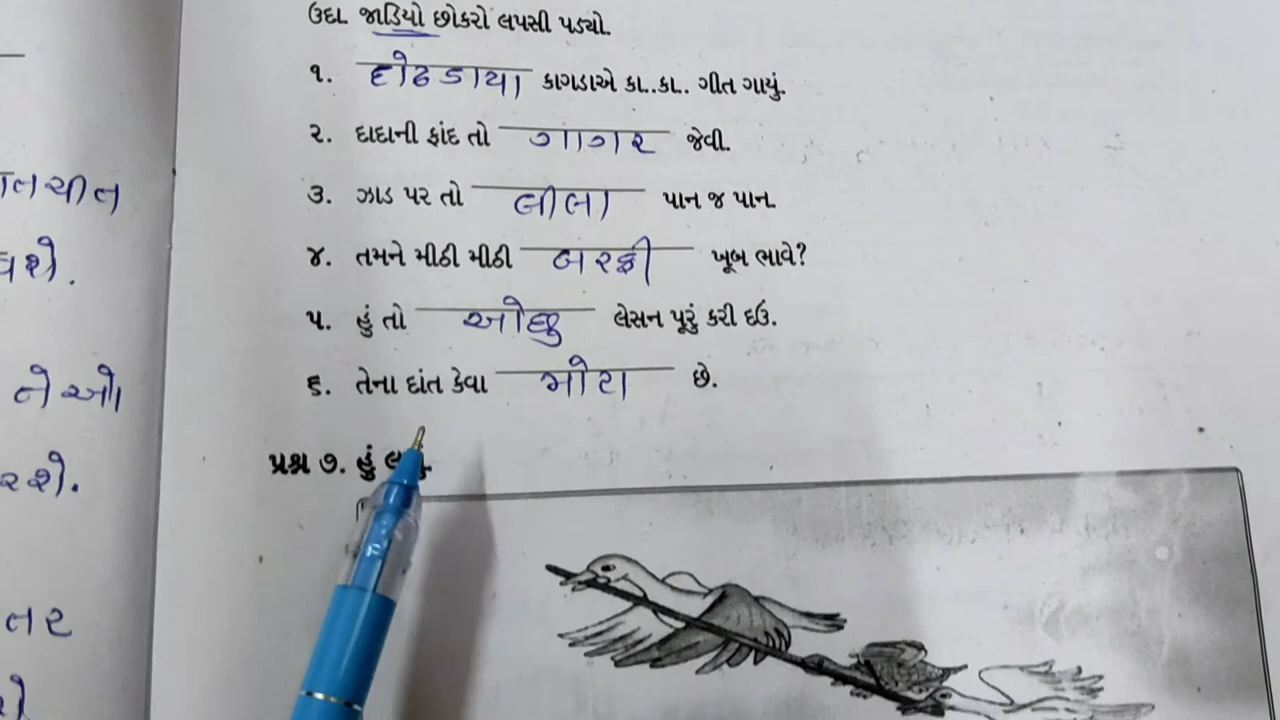 ઉદા. જાડિયો છોકરો લપસી પડ્યો.
૧. દોઢડાયા કાગડાએ કા..કા.. ગીત ગાયું.
૨. દાદાની ફાંદ તો ગાગર જેવી.
૩. ઝાડ પર તો લીલા પાન જ પાન.
૪. તમને મીઠી મીઠી બરફી ખૂબ ભાવે?
૫. હું તો ઓછુ લેસન પૂરું કરી દઉં.
૬. તેના દાંત કેવા મોટા છે.
પ્રશ્ન ૭. હું